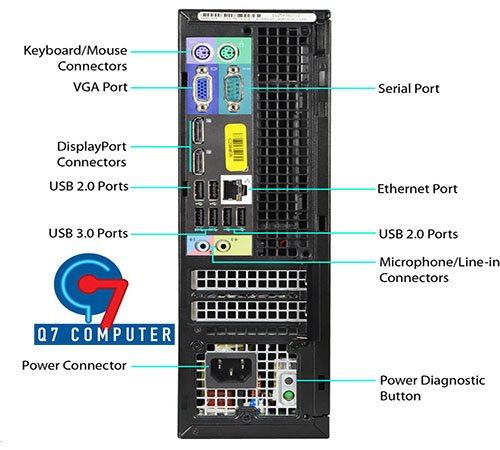 Keyboard/Mouse
Connectors
VGA Port
Serial Port
DisplayPort
Connectors
USB 2.0 Ports
Ethernet Port
USB 3.0 Ports
USB 2.0 Ports
Microphone/Line-in
Connectors
Q7
Q7 COMPUTER
Power Connector
Power Diagnostic
Button